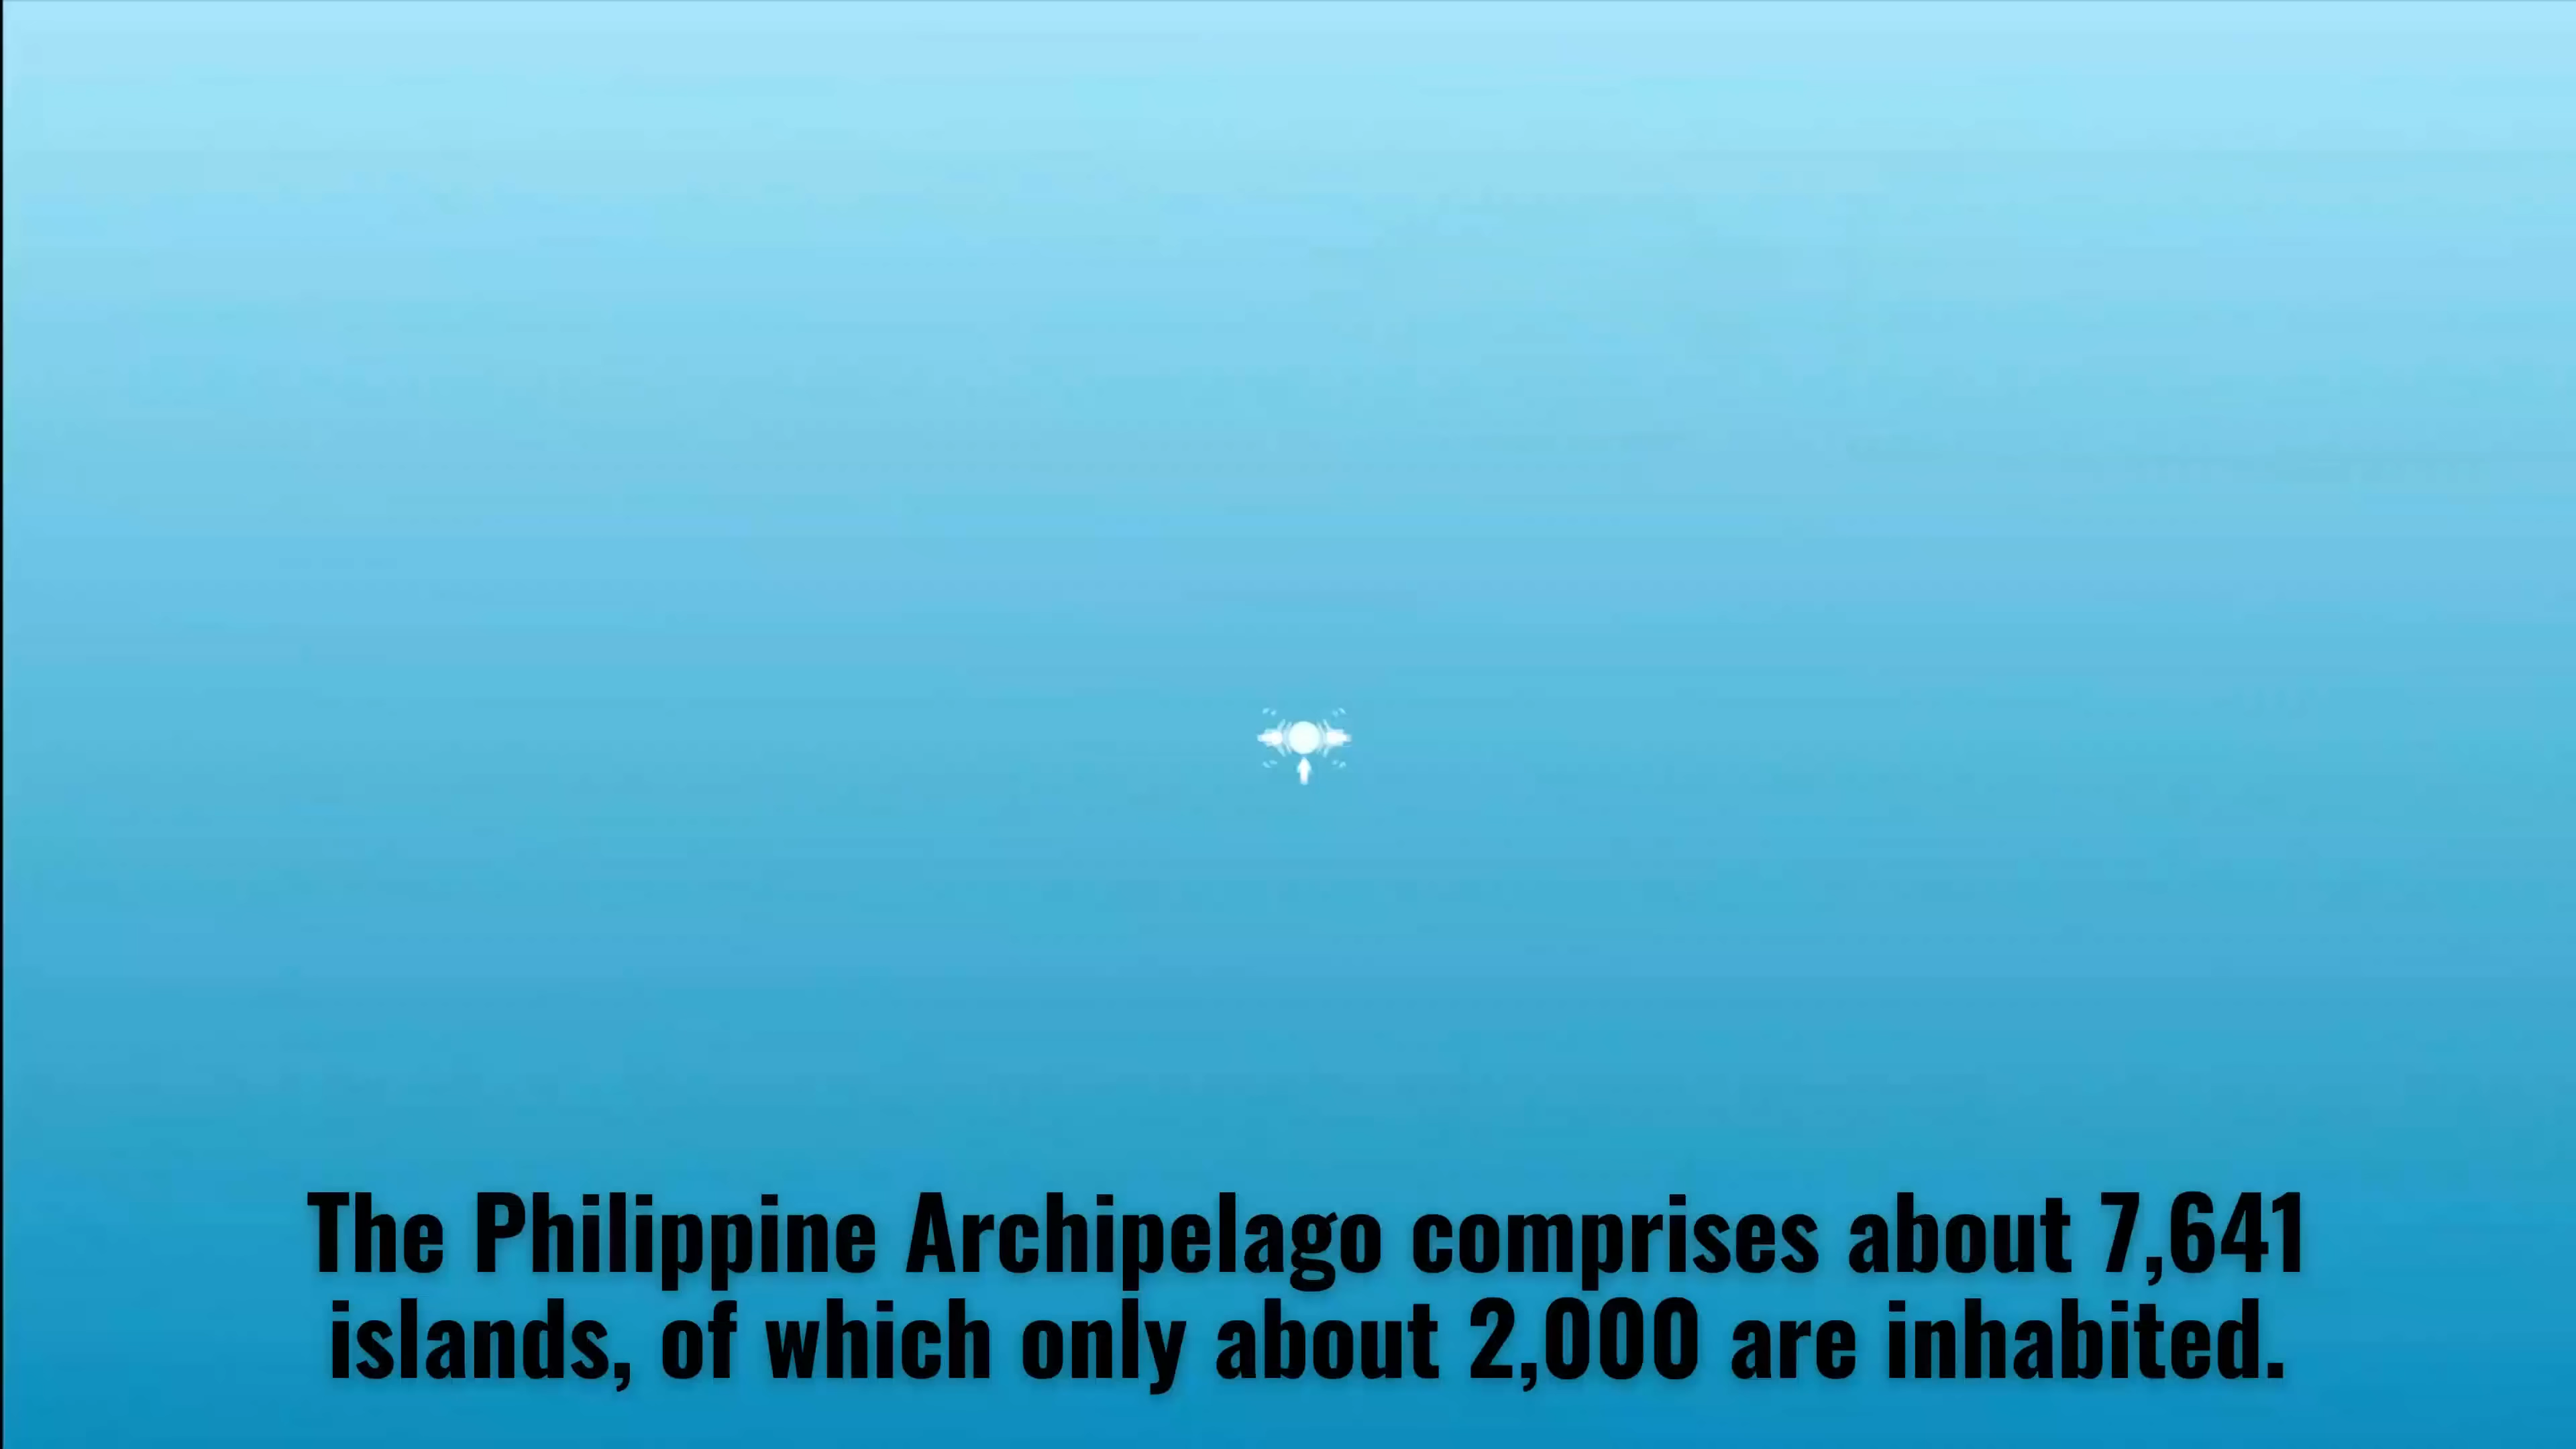 The Philippine Archipelago comprises about 7,641
islands, of which only about 2,000 are inhabited.